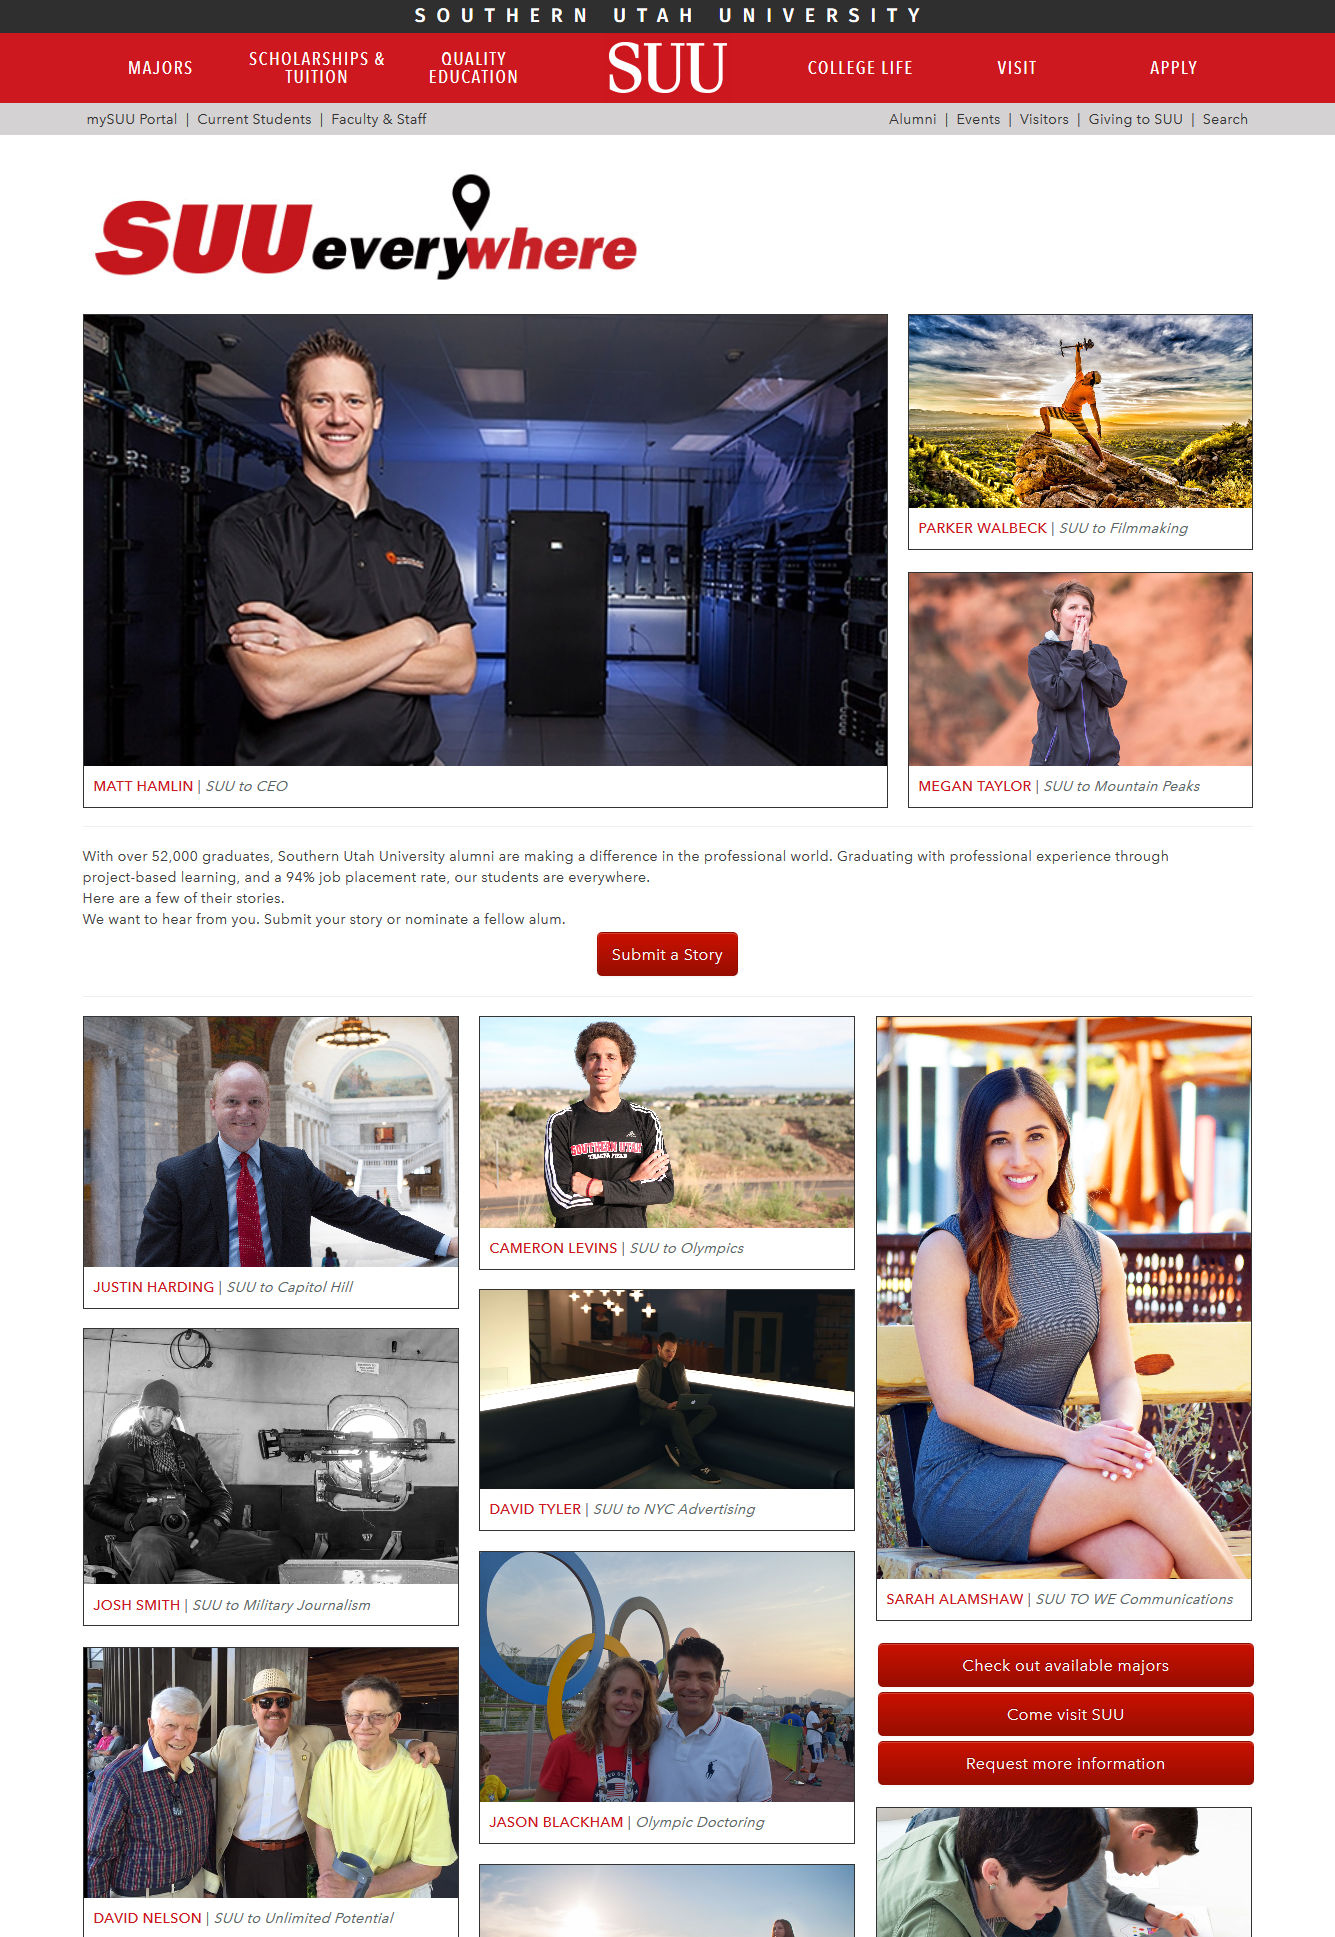 SOUTHERN UTAH UNIVERSITY
MAJORS
SCHOLARSHIPS &
TUITION
QUALITY
EDUCATION
SUU
COLLEGE LIFE
VISIT
APPLY
mySUU Portal | Current Students | Faculty & Staff
Alumni | Events | Visitors | Giving to SUU | Search
SUU everywhere
MATT HAMLIN | SUU to CEO
PARKER WALBECK | SUU to Filmmaking
MEGAN TAYLOR | SUU to Mountain Peaks
With over 52,000 graduates, Southern Utah University alumni are making a difference in the professional world. Graduating with professional experience through
project-based learning, and a 94% job placement rate, our students are everywhere.
Here are a few of their stories.
We want to hear from you. Submit your story or nominate a fellow alum.
Submit a Story
JUSTIN HARDING | SUU to Capitol Hill
JOSH SMITH | SUU to Military Journalism
DAVID NELSON | SUU to Unlimited Potential
SOUTHERN UTAH
TRACK & FIELD
CAMERON LEVINS | SUU to Olympics
DAVID TYLER | SUU to NYC Advertising
JASON BLACKHAM | Olympic Doctoring
SARAH ALAMSHAW | SUU TO WE Communications
Check out available majors
Come visit SUU
Request more information